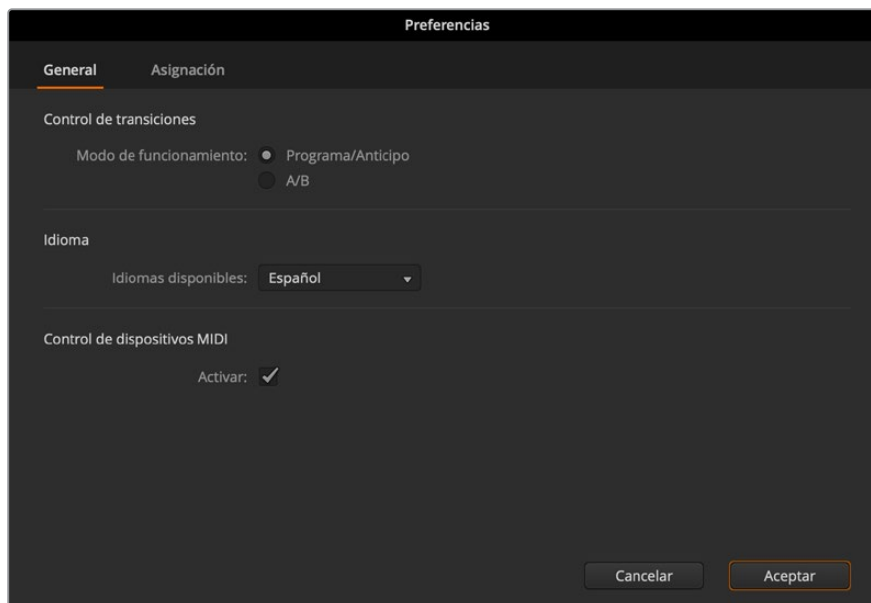 Preferencias
General Asignación
Control de transiciones
Modo de funcionamiento: Programa/Anticipo
A/B
Idioma
Idiomas disponibles: Español
Control de dispositivos MIDI
Activar:
Cancelar Aceptar